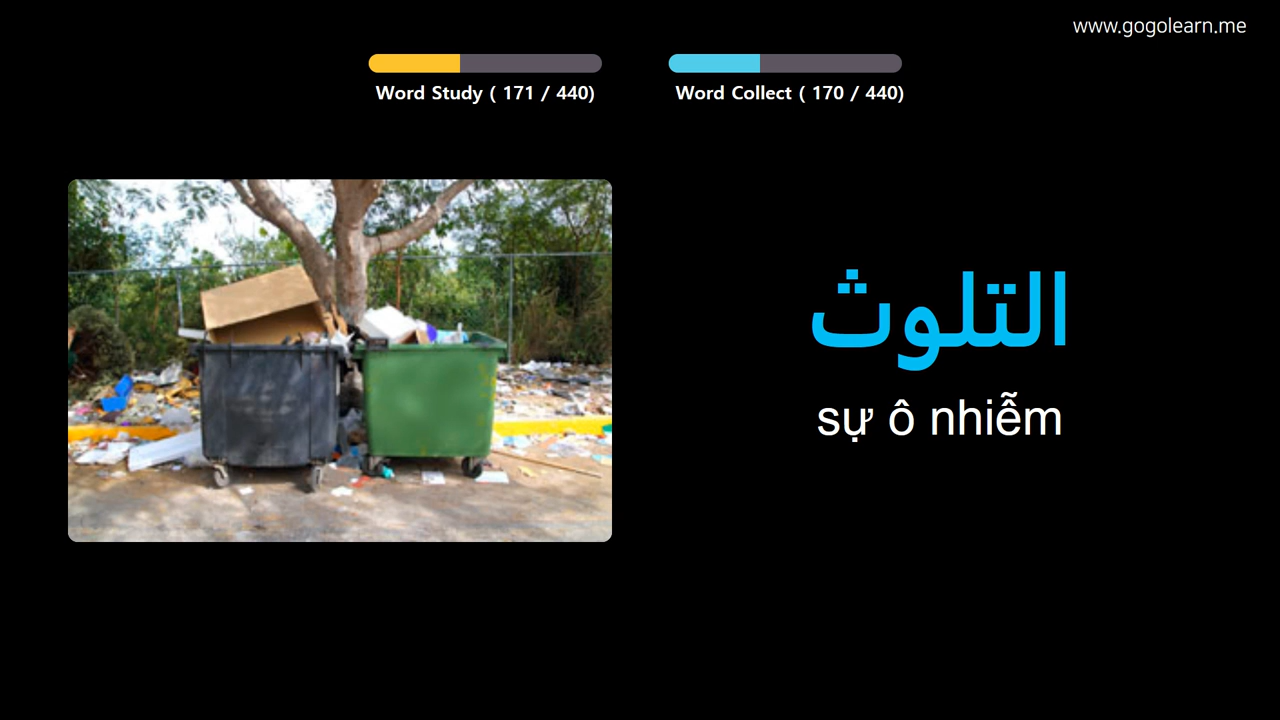 www.gogolearn.me
Word Study ( 171 / 440)
Word Collect ( 170 / 440)
التلوث
sự ô nhiễm